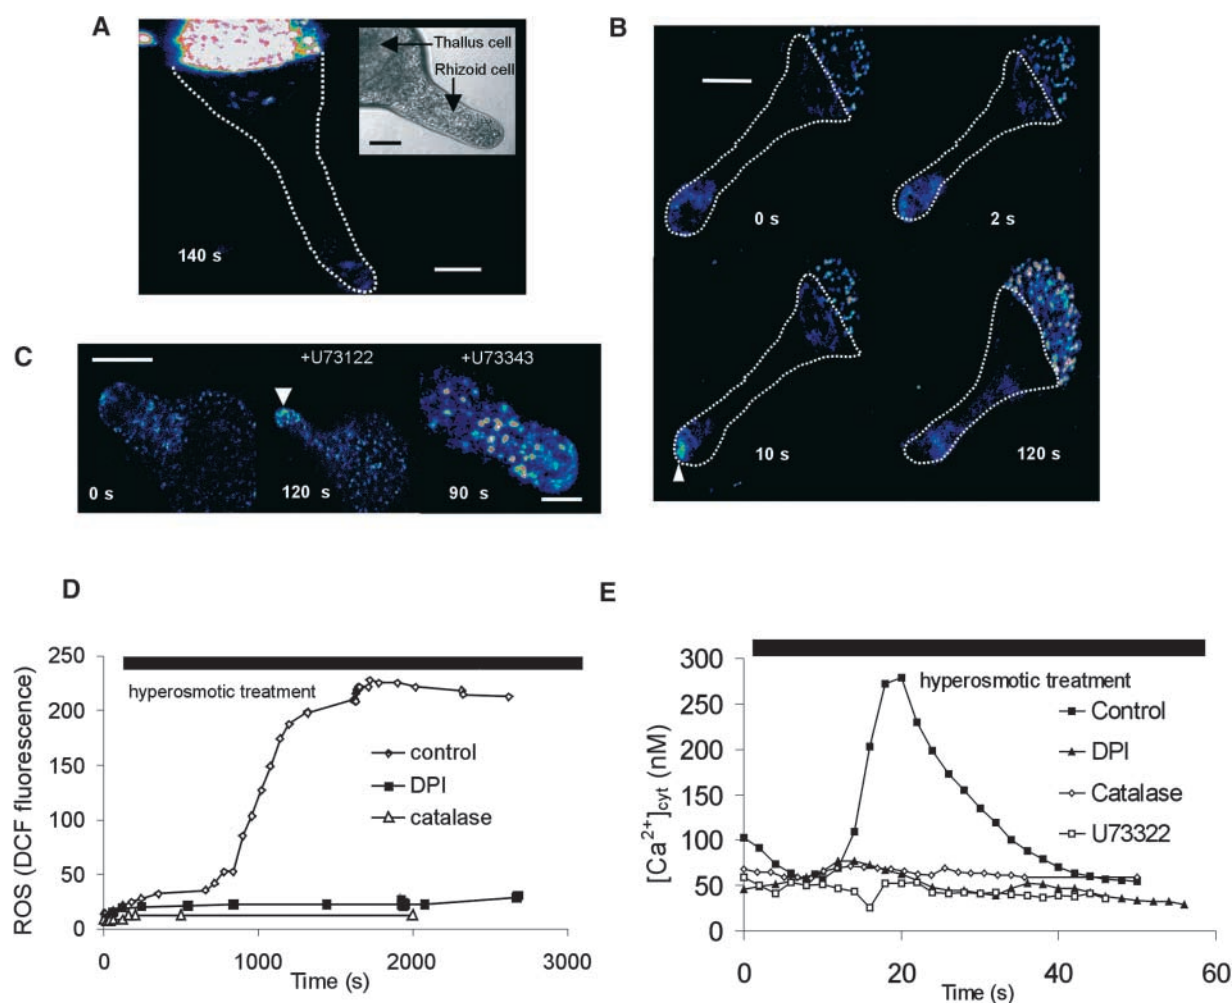 A
Thallus cell
Rhizoid cell
140 s
B
0 s
2 s
10 s
120 s
C
+U73122
+U73343
0 s
120 s
90 s
D
250
200
150
100
50
0
ROS (DCF fluorescence)
hyperosmotic treatment
control
DPI
catalase
0
1000
2000
3000
Time (s)
E
300
250
200
150
100
50
0
[Ca2+]cyt (nM)
hyperosmotic treatment
Control
DPI
Catalase
U73322
0
20
40
60
Time (s)